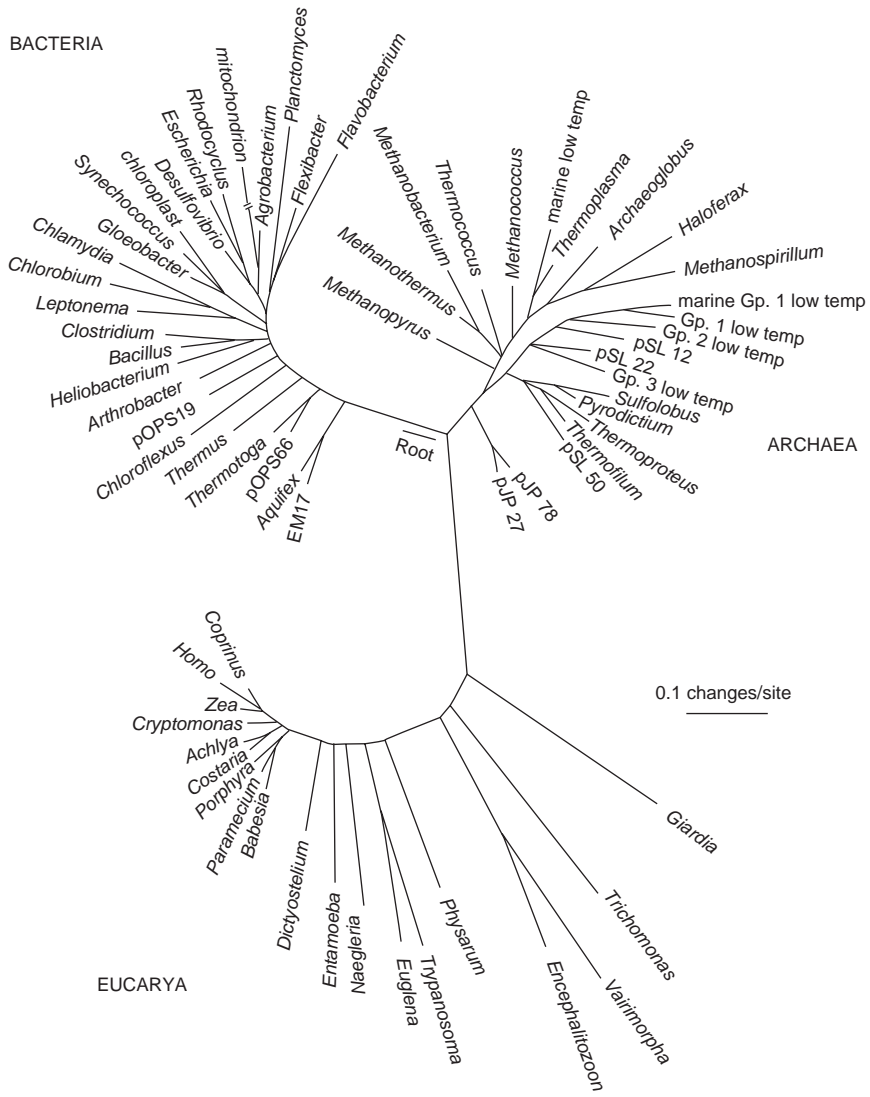 BACTERIA
mitochondrion
Rhodocyclus
Escherichia
Desulfovibrio
chloroplast
Synechococcus
Gloeobacter
Chlamydia
Chlorobium
Leptonema
Clostridium
Bacillus
Heliobacterium
Arthrobacter
pOPS19
Chloroflexus
Thermus
Thermotoga
pOPS66
Aquifex
EM17
Agrobacterium
Planctomyces
Flexibacter
Flavobacterium
Root
Methanopyrus
Methanothermus
Methanobacterium
Thermococcus
Methanococcus
marine low temp
Thermoplasma
Archaeoglobus
Haloferax
Methanospirillum
marine Gp. 1 low temp
Gp. 1 low temp
Gp. 2 low temp
pSL 12
pSL 22
Gp. 3 low temp
Sulfolobus
Pyrodictium
Thermoproteus
Thermofilum
pSL 50
pJP 78
pJP 27
ARCHAEA
0.1 changes/site
Coprinus
Homo
Zea
Cryptomonas
Achlya
Costaria
Porphyra
Paramecium
Babesia
Dictyostelium
Entamoeba
Naegleria
Euglena
Trypanosoma
Physarum
Encephalitozoon
Vairimorpha
Trichomonas
Giardia
EUCARYA